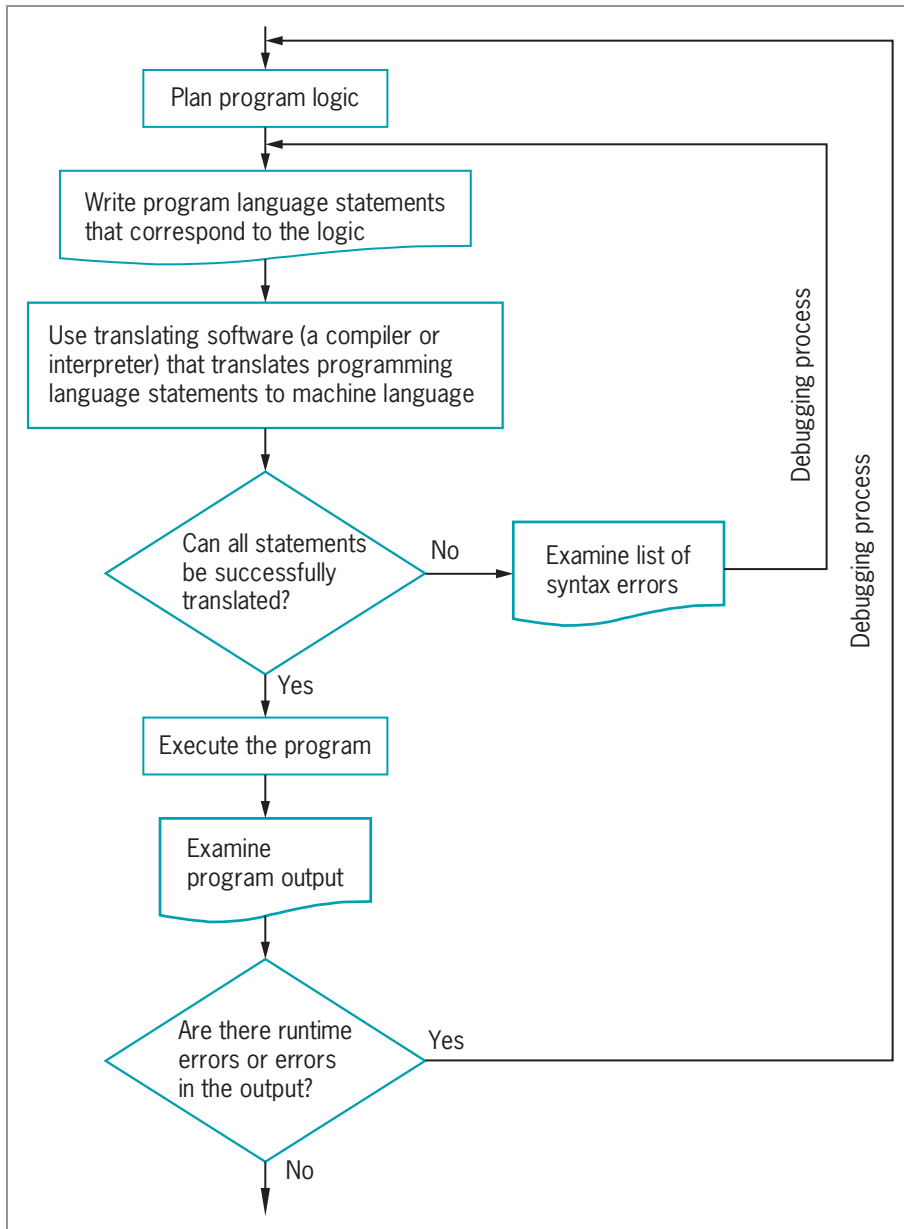 Plan program logic
Write program language statements
that correspond to the logic
Use translating software (a compiler or
interpreter) that translates programming
language statements to machine language
Debugging process
Debugging process
Can all statements
be successfully
translated?
No
Examine list of
syntax errors
Yes
Execute the program
Examine
program output
Are there runtime
errors or errors
in the output?
Yes
No